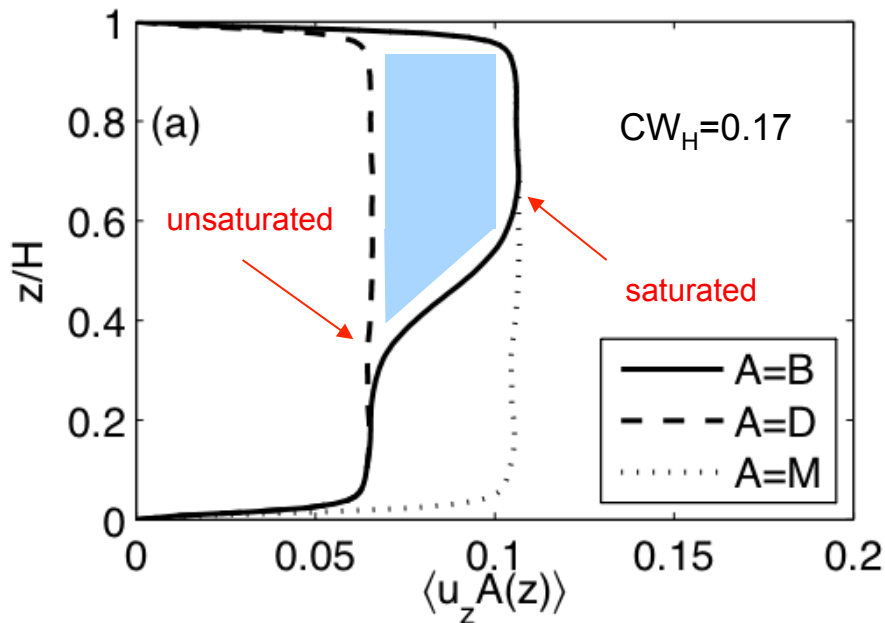 1
0.8
0.6
0.4
0.2
0
z/H
(a)
CW_H=0.17
unsaturated
saturated
A=B
A=D
A=M
0
0.05
0.1
0.15
0.2
⟨u_zA(z)⟩